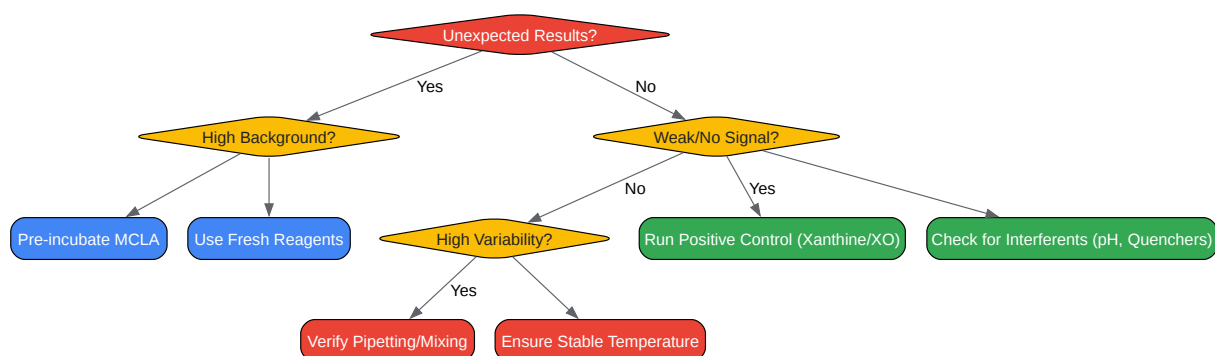 Unexpected Results?
Yes
No
High Background?
Weak/No Signal?
No
Yes
Pre-incubate MCLA
Use Fresh Reagents
High Variability?
Run Positive Control (Xanthine/XO)
Check for Interferents (pH, Quenchers)
Yes
Verify Pipetting/Mixing
Ensure Stable Temperature